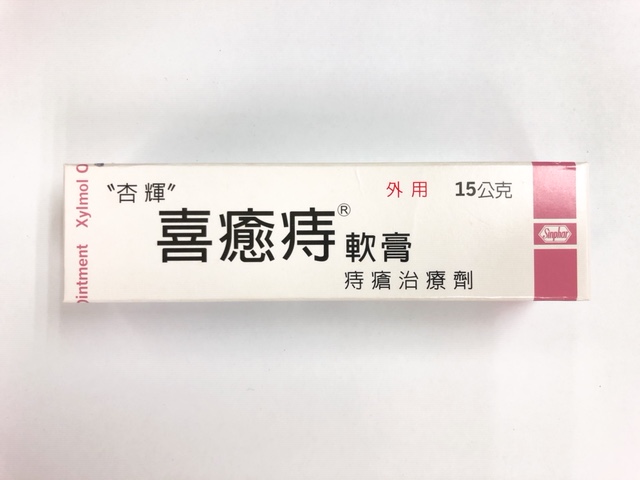 〝杏輝〞
外用 15公克
喜癒痔® 軟膏
痔瘡治療劑
Sinphar
Xylmol O
intment